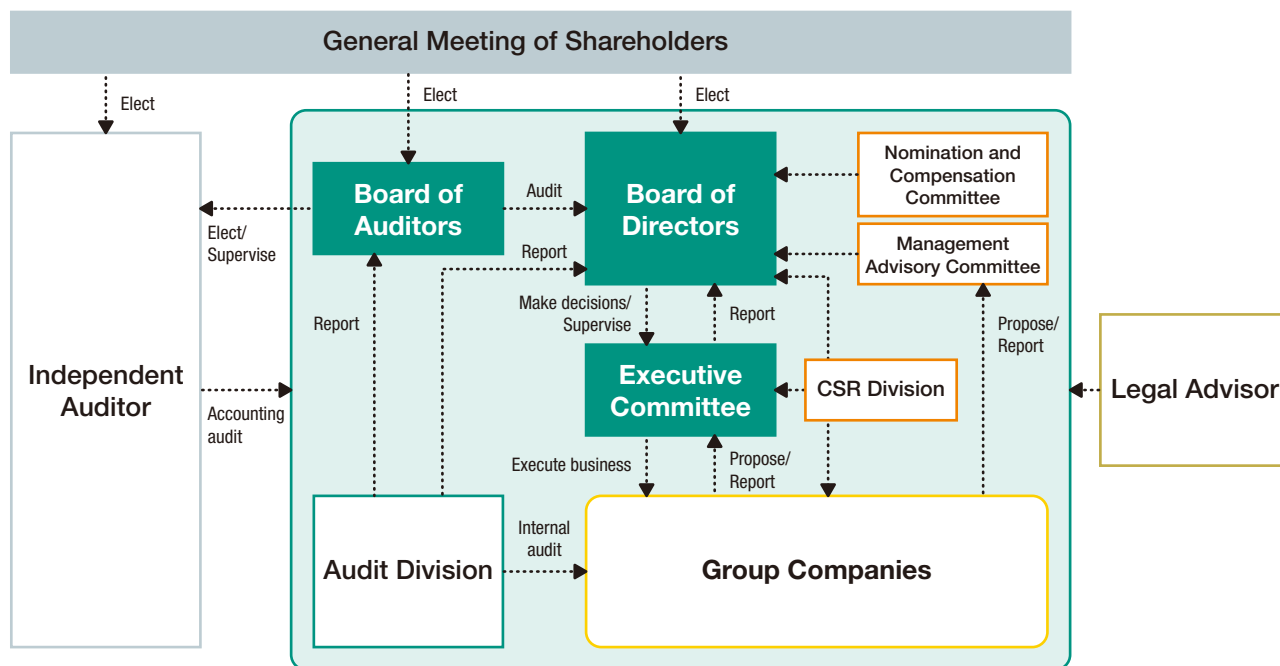 General Meeting of Shareholders
Elect
Elect
Elect
Nomination and
Compensation
Committee
Board of
Auditors
Audit
Board of
Directors
Elect/
Supervise
Report
Management
Advisory Committee
Make decisions/
Supervise
Report
Report
Propose/
Report
Independent
Auditor
Accounting
audit
Executive
Committee
CSR Division
Legal Advisor
Execute business
Propose/
Report
Audit Division
Internal
audit
Group Companies